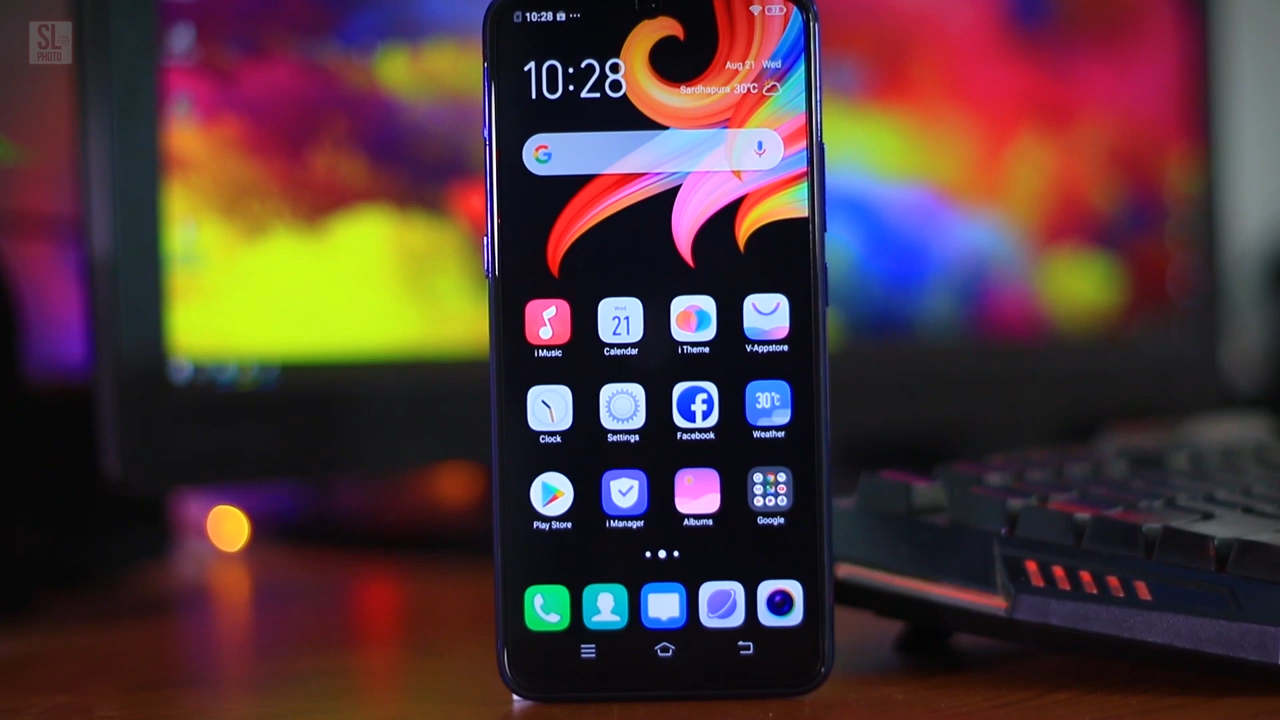 SL
PHOTO
10:28
32
10:28
Aug 21 Wed
Sardhapura 30°C
G
i Music
Wed
21
Calendar
i Theme
V-Appstore
Clock
Settings
f
Facebook
30°c
Weather
Play Store
i Manager
Albums
Google